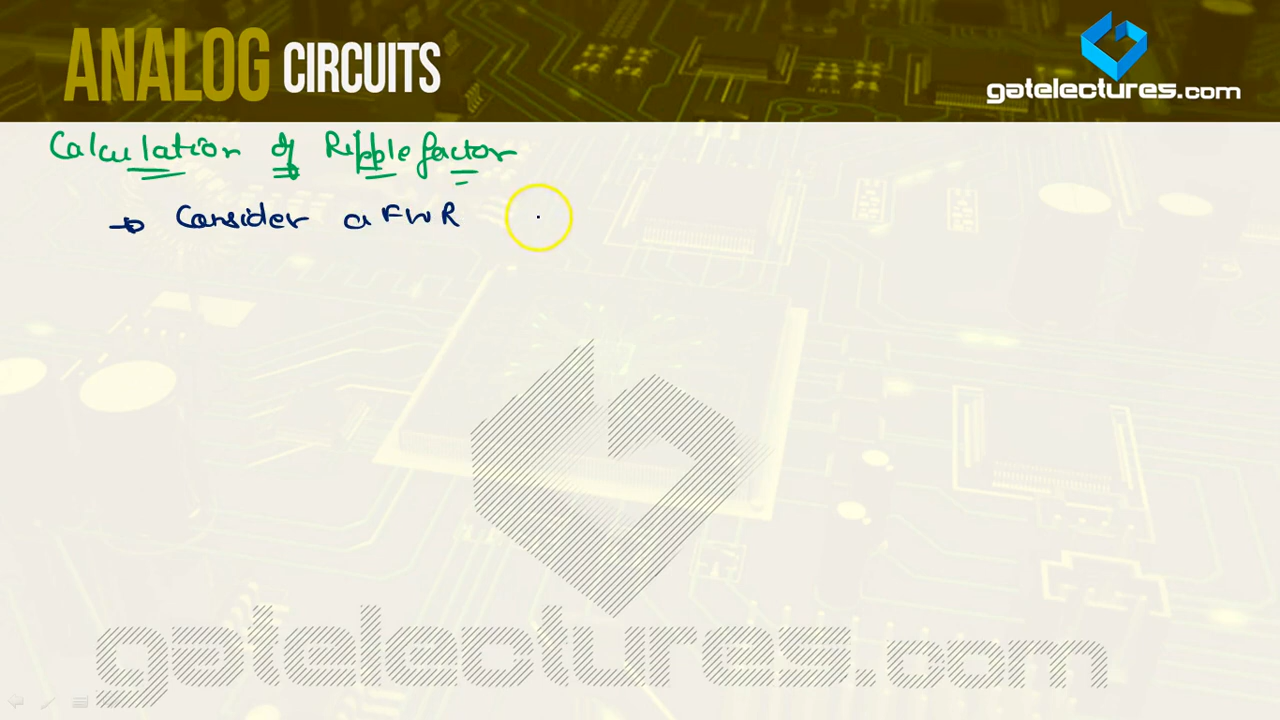 ANALOG CIRCUITS
gatelectures.com
Calculation of Ripple factor
→ Consider a FWR
gatelectures.com